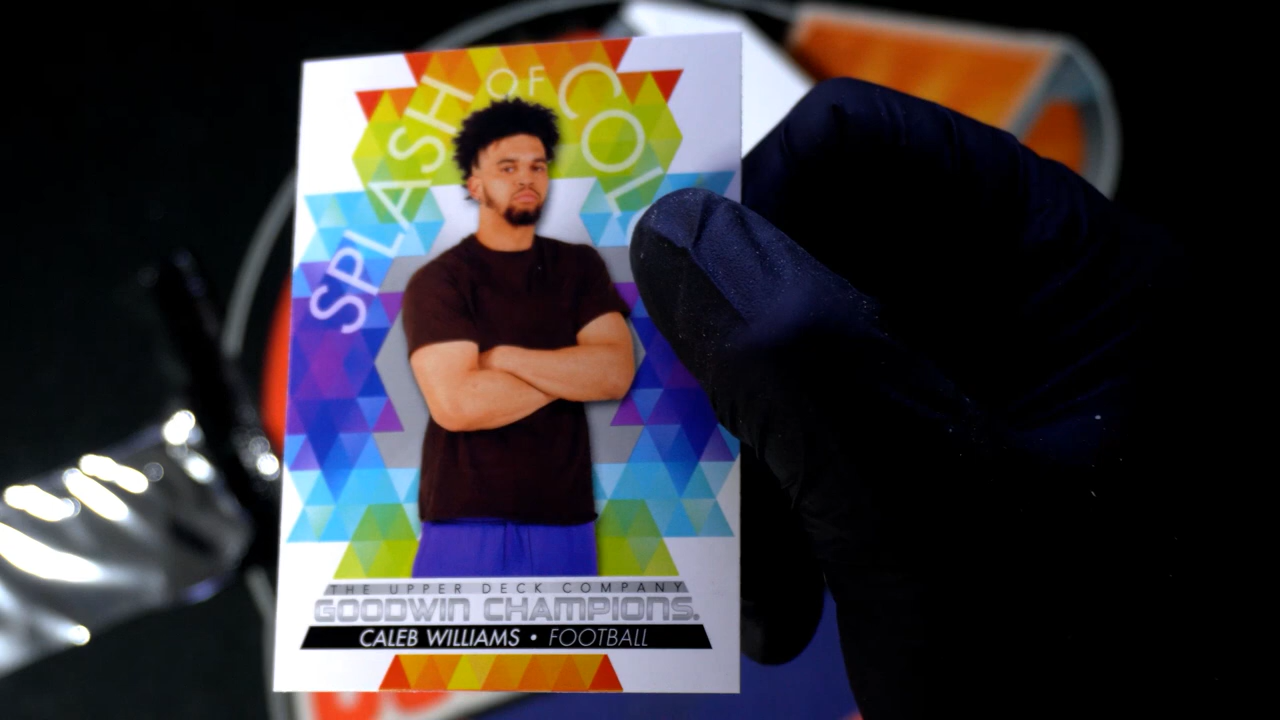 SPLASH OF COL
THE UPPER DECK COMPANY
GOODWIN CHAMPIONS.
CALEB WILLIAMS • FOOTBALL